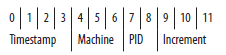 0 | 1 | 2 | 3 | 4 | 5 | 6 | 7 | 8 | 9 | 10 | 11
Timestamp | Machine | PID | Increment